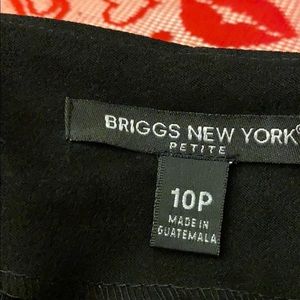 BRIGGS NEW YORK®
PETITE
10P
MADE IN
GUATEMALA